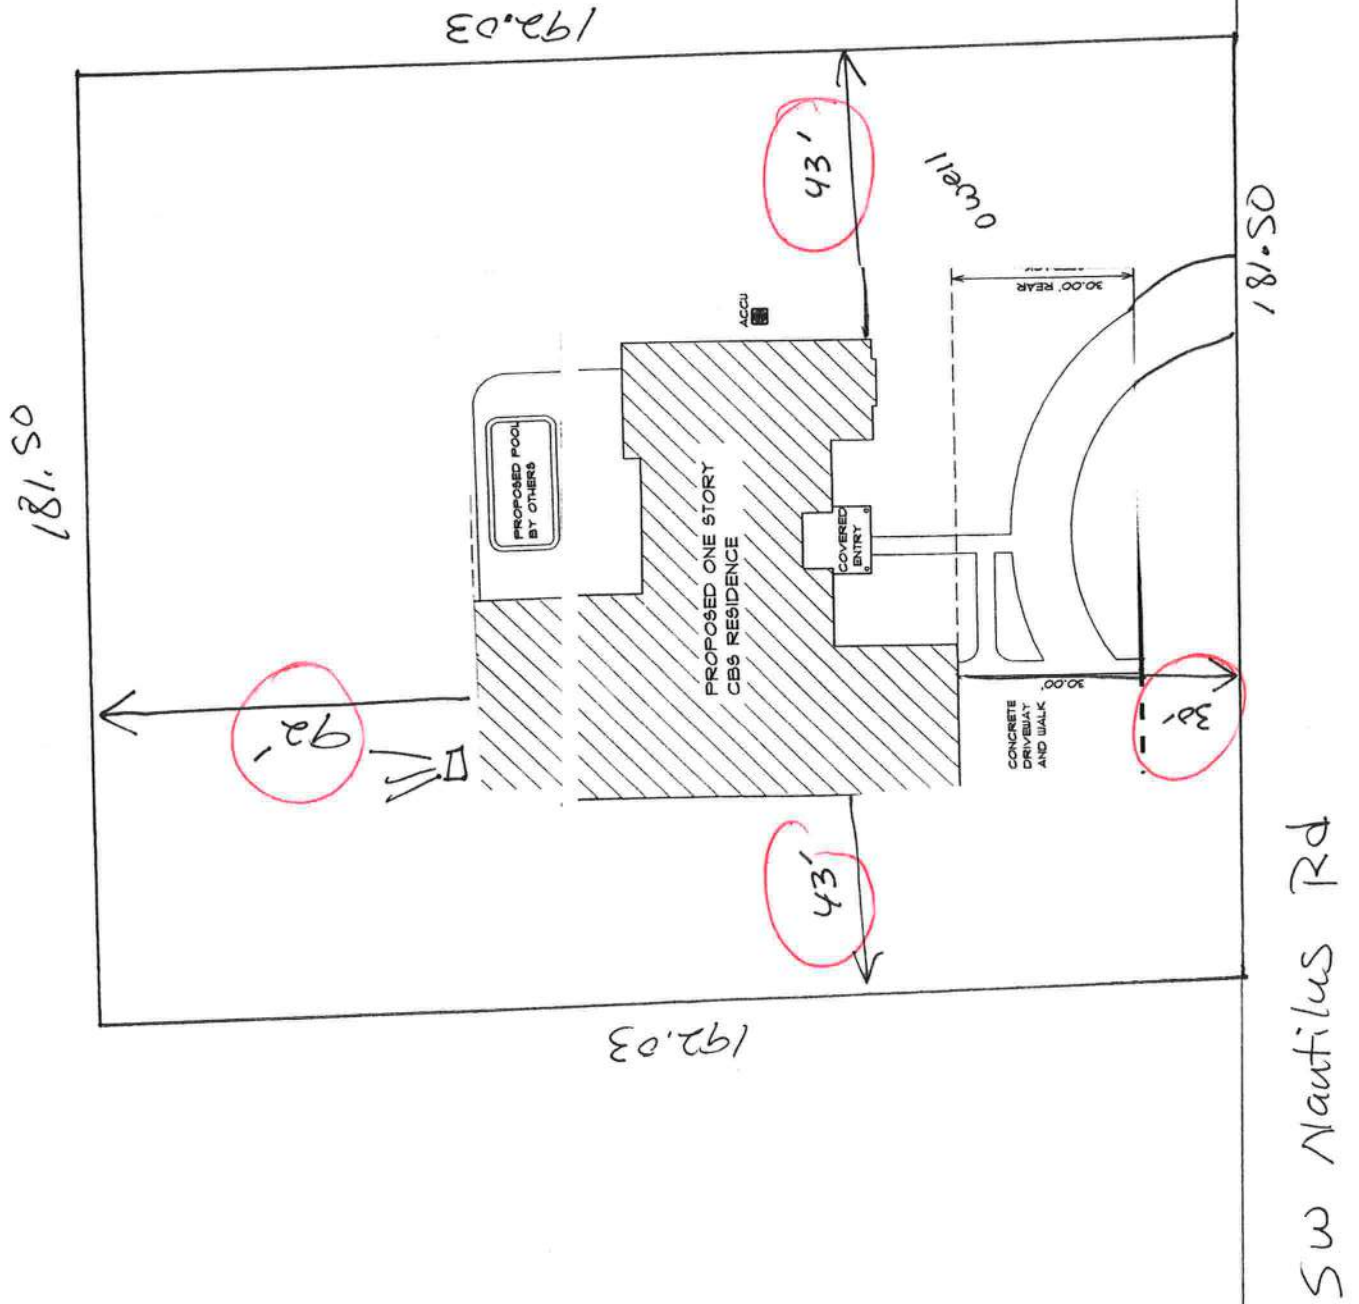 192.03
181.50
43'
0 well
ACCU
30.00' REAR
181.50
PROPOSED POOL
BY OTHERS
PROPOSED ONE STORY
CBS RESIDENCE
COVERED
ENTRY
92'
30.00'
CONCRETE
DRIVEWAY
AND WALK
30'
43'
192.03
SW Nautilus Rd